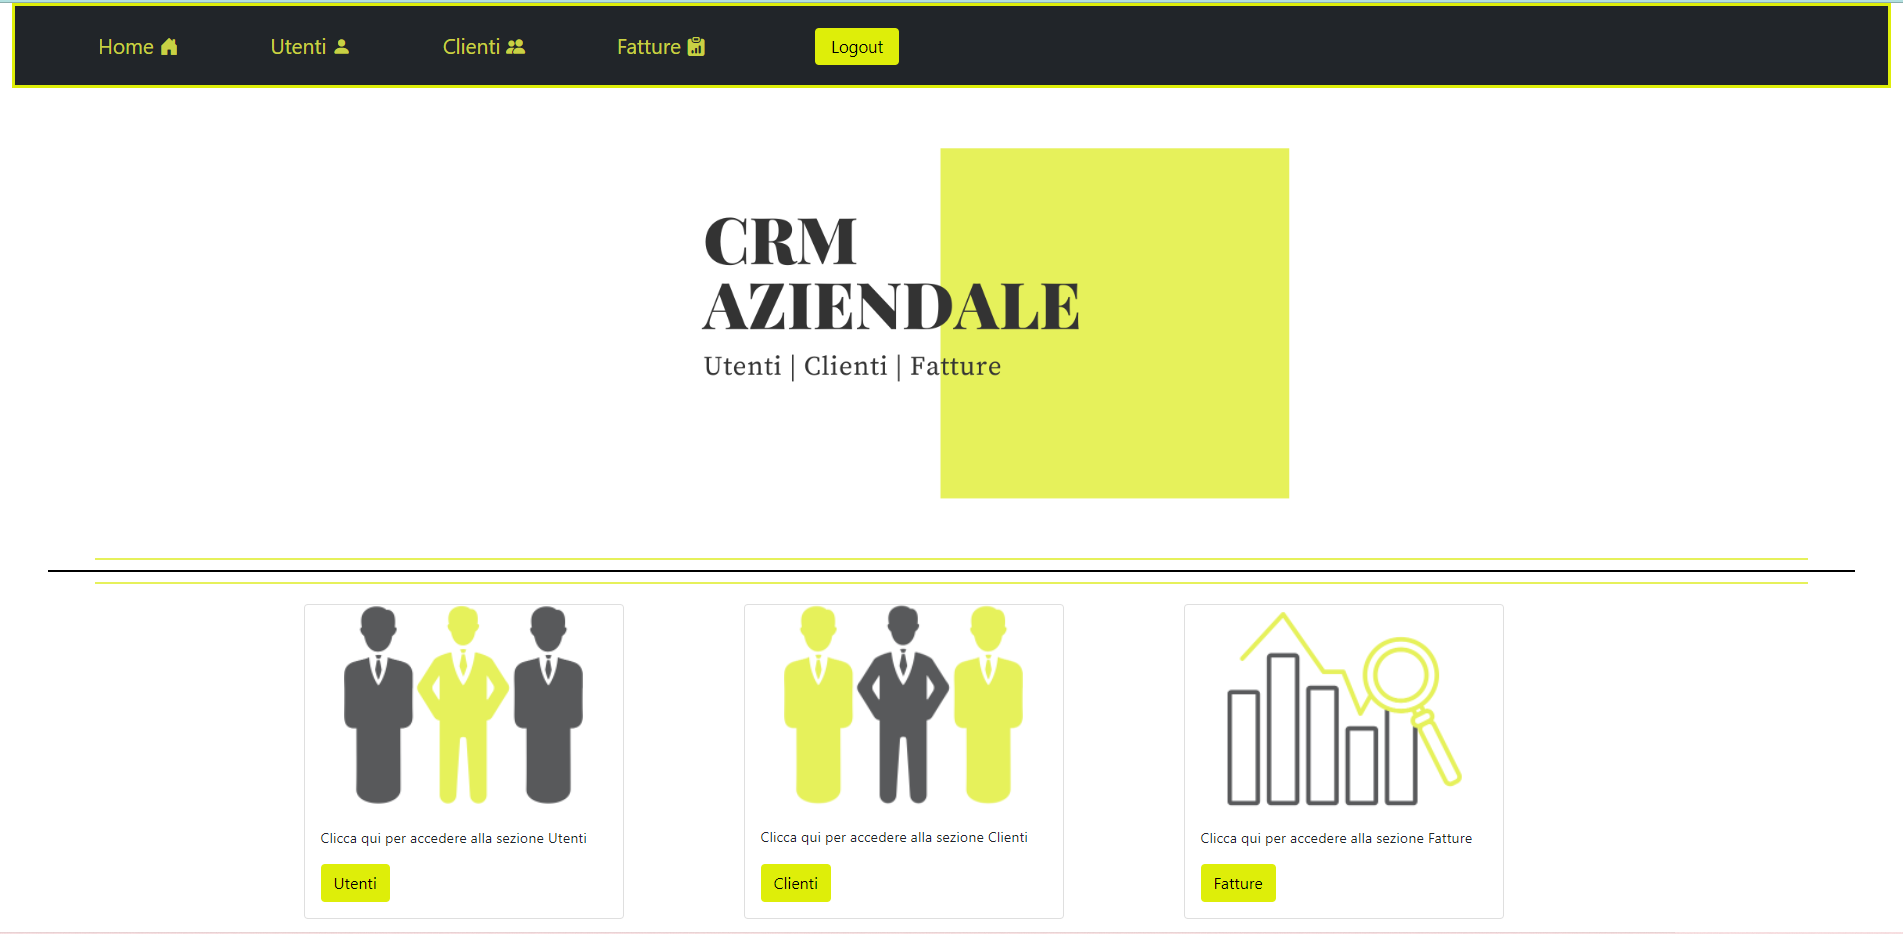 Home Utenti Clienti Fatture Logout
CRM
AZIENDALE
Utenti | Clienti | Fatture
Clicca qui per accedere alla sezione Utenti
Utenti
Clicca qui per accedere alla sezione Clienti
Clienti
Clicca qui per accedere alla sezione Fatture
Fatture